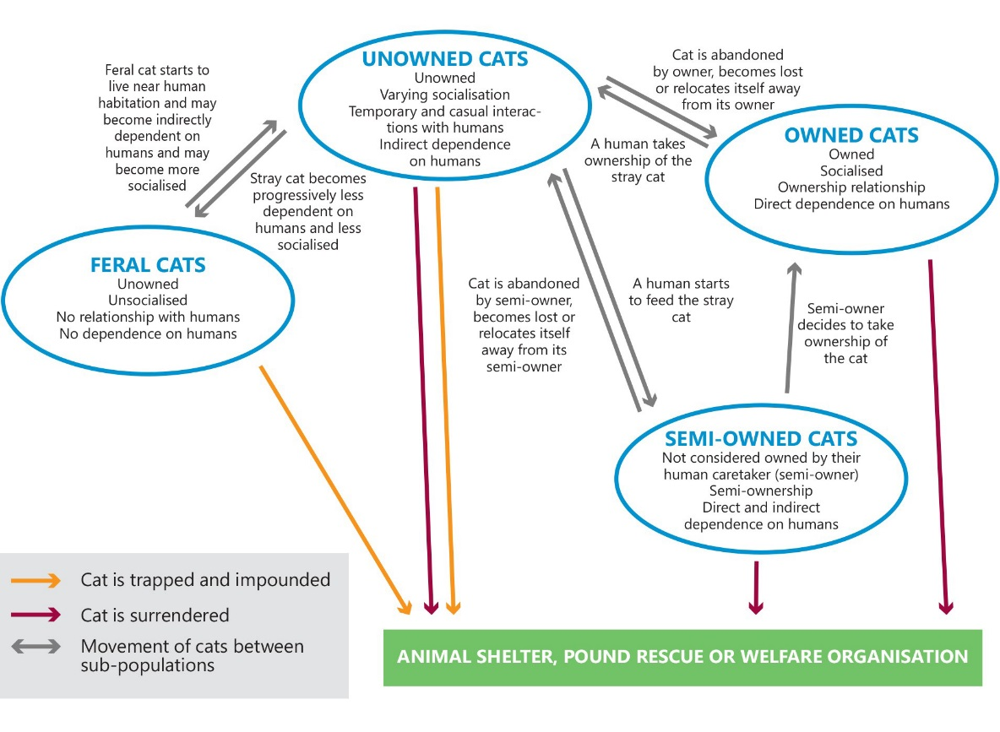 UNOWNED CATS
Unowned
Varying socialisation
Temporary and casual interac-
tions with humans
Indirect dependence
on humans
Feral cat starts to
live near human
habitation and may
become indirectly
dependent on
humans and may
become more
socialised
Stray cat becomes
progressively less
dependent on
humans and less
socialised
Cat is abandoned
by owner, becomes lost
or relocates itself away
from its owner
A human takes
ownership of the
stray cat
OWNED CATS
Owned
Socialised
Ownership relationship
Direct dependence on humans
FERAL CATS
Unowned
Unsocialised
No relationship with humans
No dependence on humans
Cat is abandoned
by semi-owner,
becomes lost or
relocates itself
away from its
semi-owner
A human starts
to feed the stray
cat
Semi-owner
decides to take
ownership of
the cat
SEMI-OWNED CATS
Not considered owned by their
human caretaker (semi-owner)
Semi-ownership
Direct and indirect
dependence on humans
Cat is trapped and impounded
Cat is surrendered
Movement of cats between
sub-populations
ANIMAL SHELTER, POUND RESCUE OR WELFARE ORGANISATION